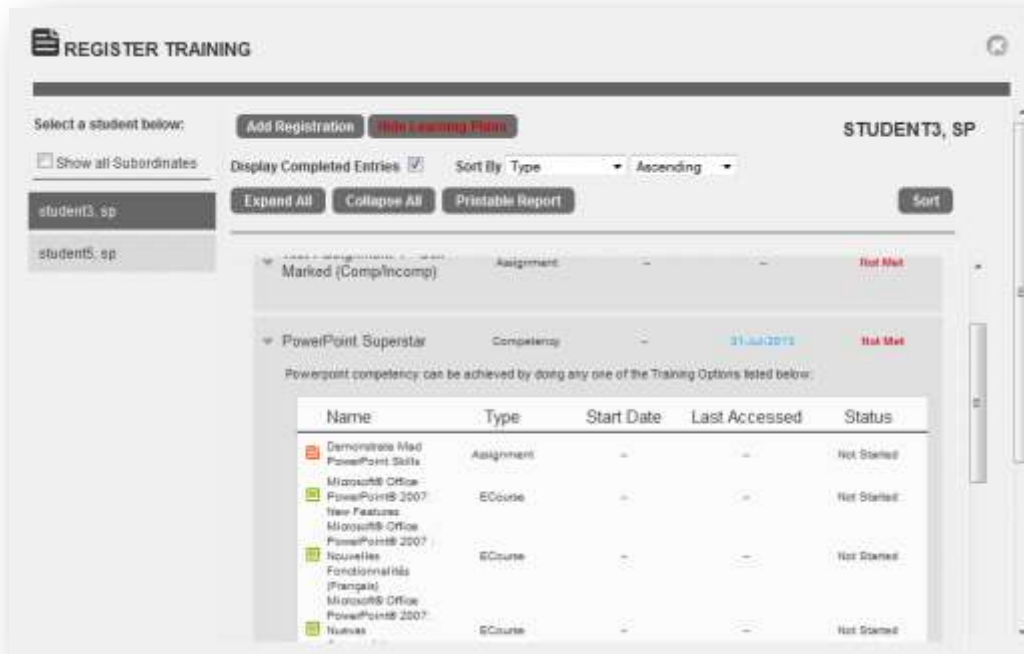 REGISTER TRAINING
Select a student below:
Show all Subordinates
student3, sp
student5, sp
Add Registration Hide Learning Plans
STUDENT3, SP
Display Completed Entries Sort By Type Ascending
Expand All Collapse All Printable Report Sort
Marked (Comp/Incomp) Assignment -- -- Not Met
PowerPoint Superstar Competency -- 31-Jul-2013 Not Met
Powerpoint competency can be achieved by doing any one of the Training Options listed below:
Name Type Start Date Last Accessed Status
Demonstrate Mad
PowerPoint Skills Assignment -- -- Not Started
Microsoft® Office
PowerPoint® 2007: ECourse -- -- Not Started
New Features
Microsoft® Office
PowerPoint® 2007 :
Nouvelles ECourse -- -- Not Started
Fonctionnalités
(Français)
Microsoft® Office
PowerPoint® 2007:
Nuevas ECourse -- -- Not Started